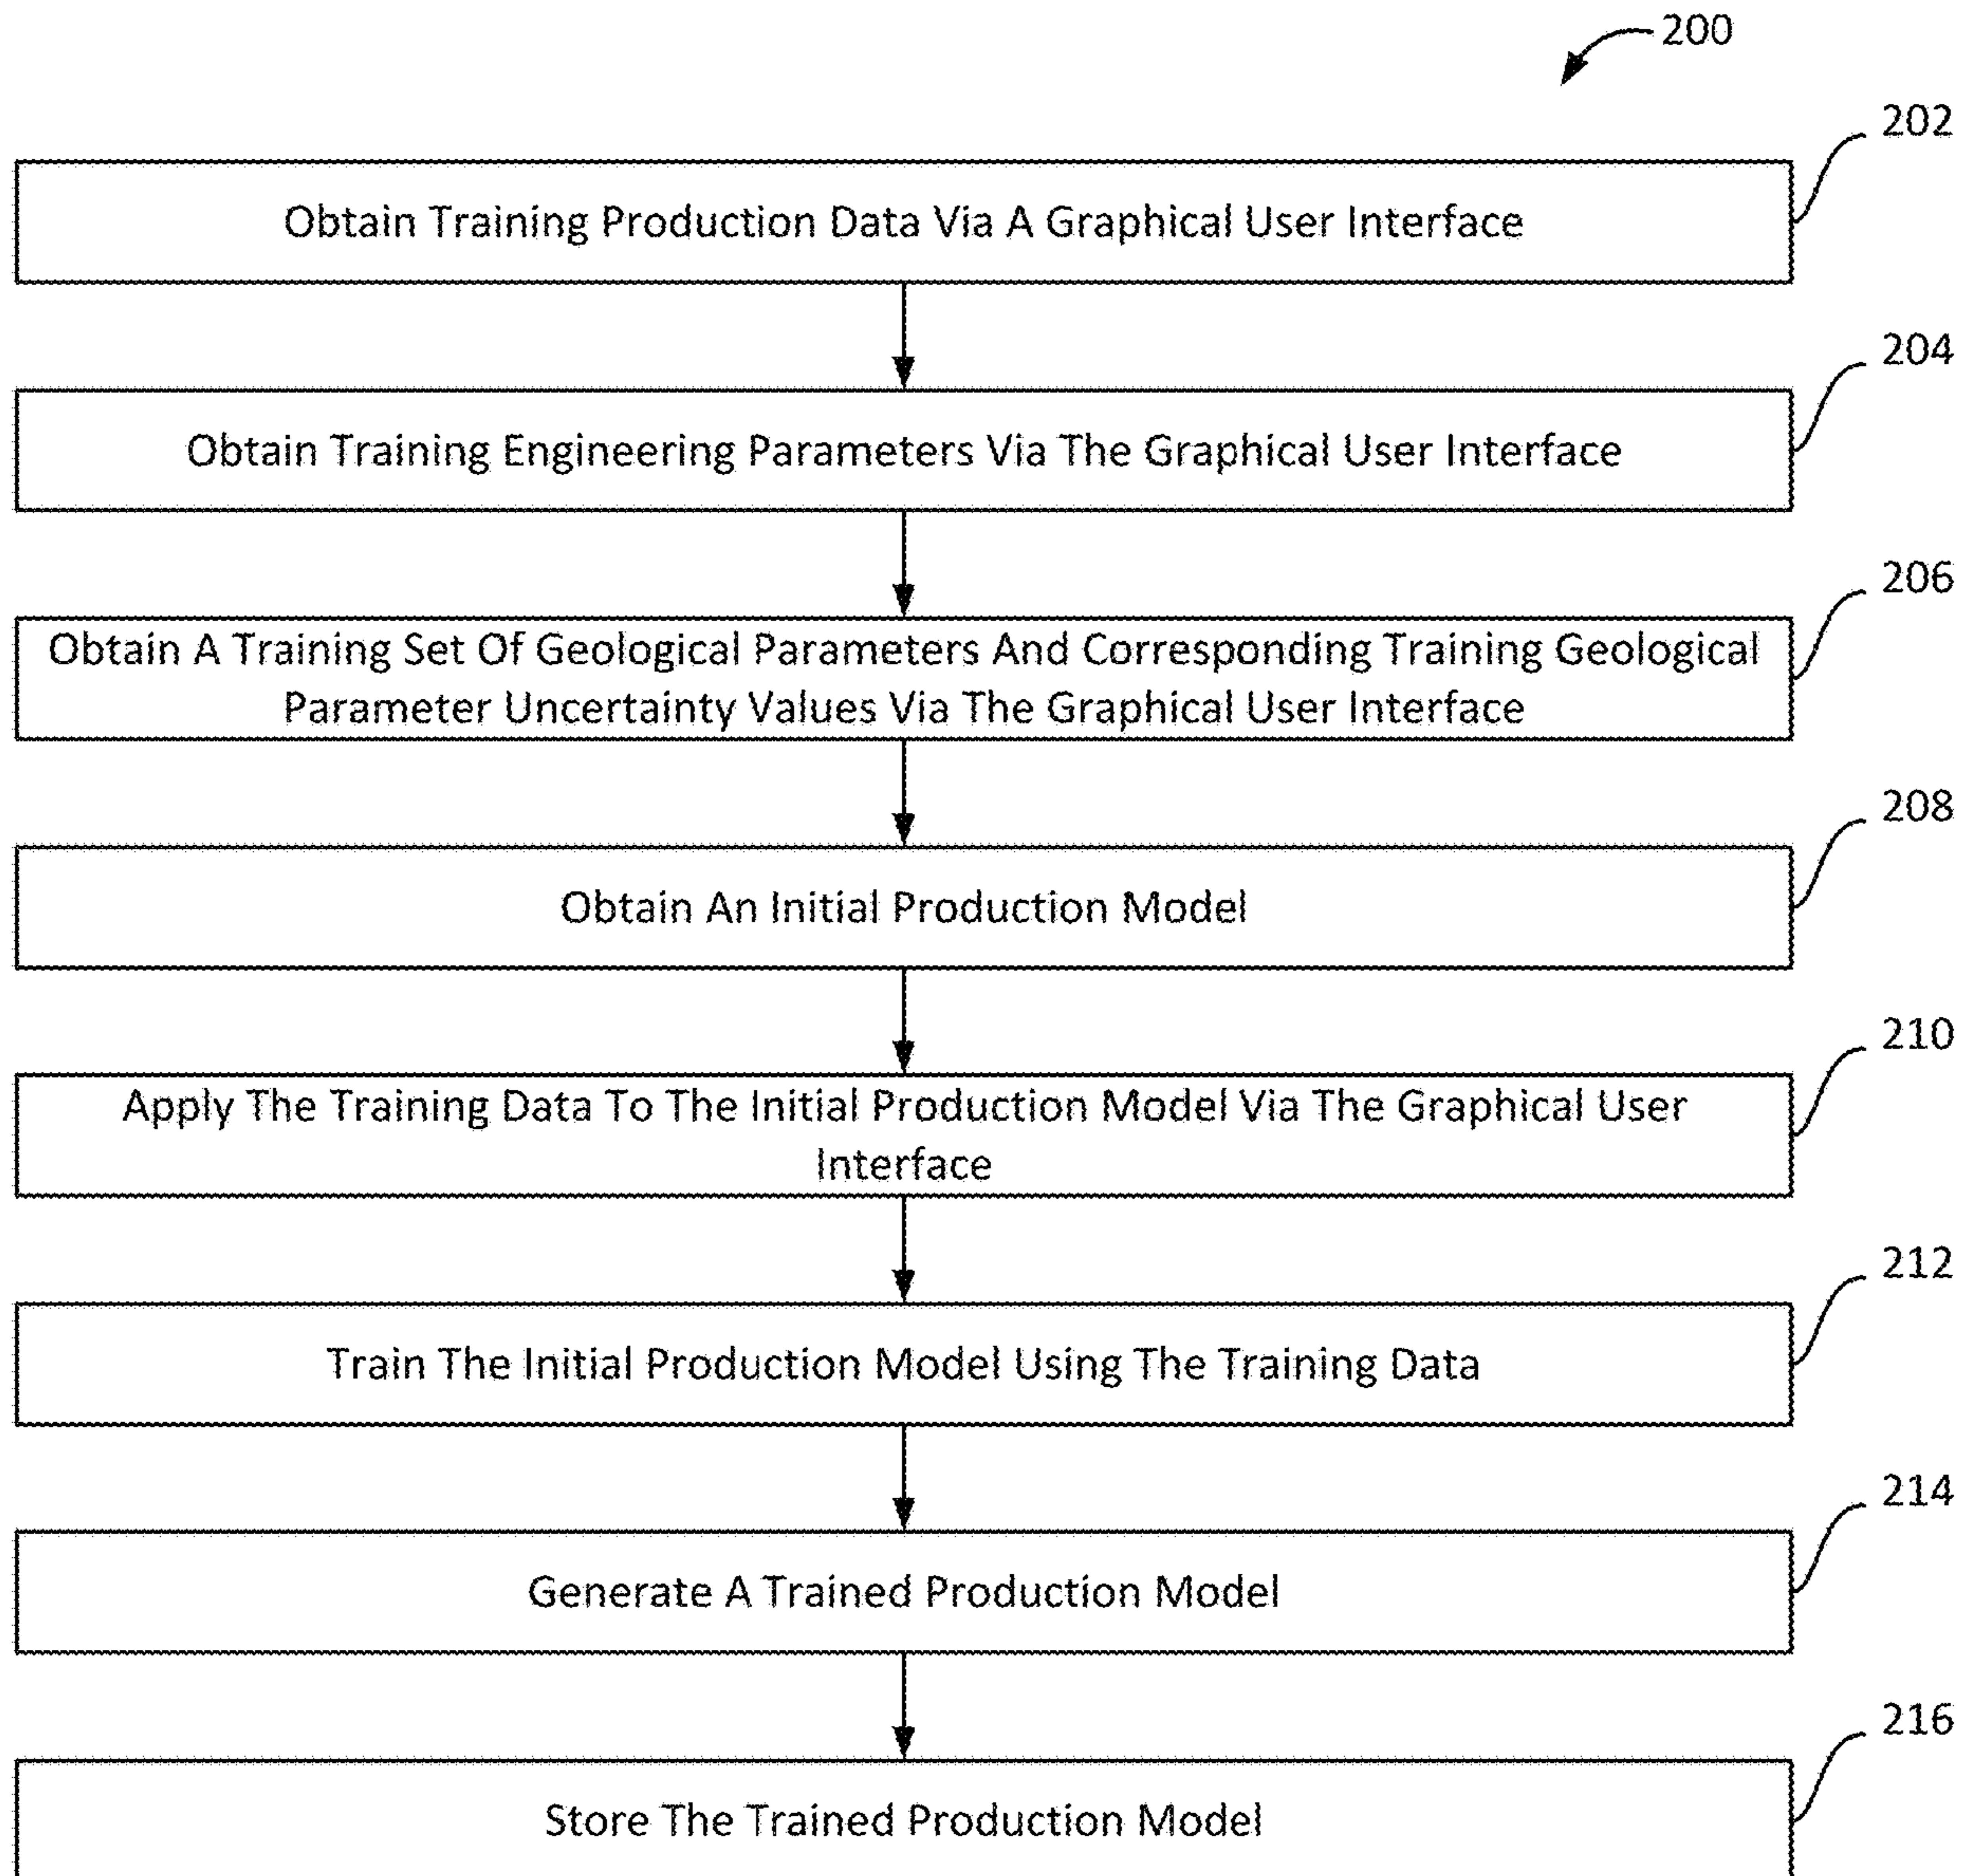 200
202
Obtain Training Production Data Via A Graphical User Interface
204
Obtain Training Engineering Parameters Via The Graphical User Interface
206
Obtain A Training Set Of Geological Parameters And Corresponding Training Geological
Parameter Uncertainty Values Via The Graphical User Interface
208
Obtain An Initial Production Model
210
Apply The Training Data To The Initial Production Model Via The Graphical User
Interface
212
Train The Initial Production Model Using The Training Data
214
Generate A Trained Production Model
216
Store The Trained Production Model